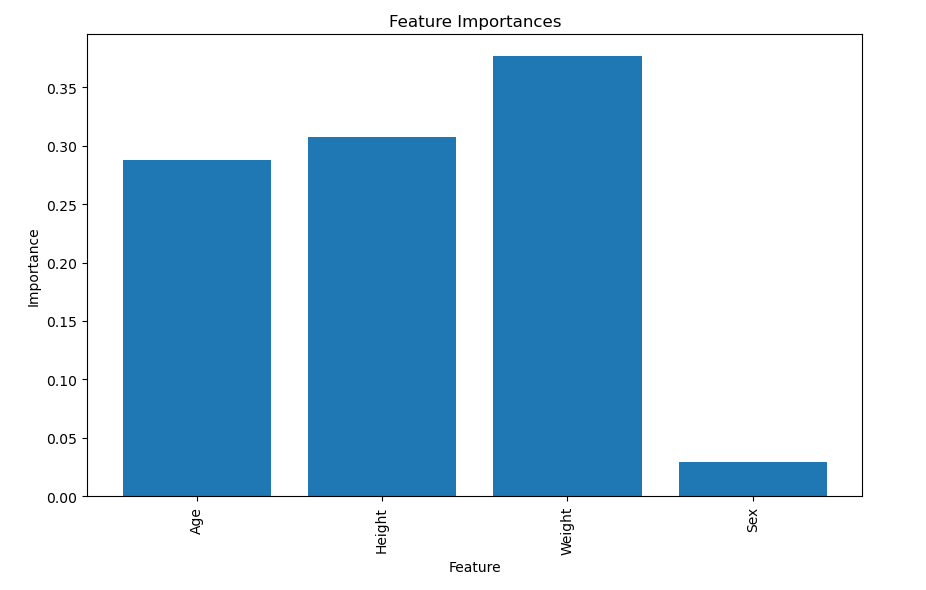 Feature Importances
Importance
0.35
0.30
0.25
0.20
0.15
0.10
0.05
0.00
Age
Height
Weight
Sex
Feature